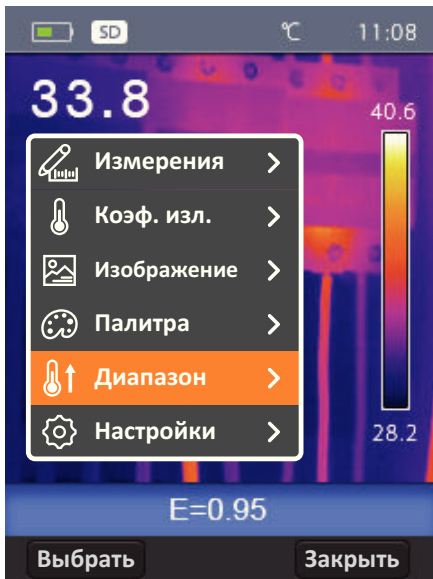 SD ℃ 11:08
33.8
40.6
Измерения
Коэф. изл.
Изображение
Палитра
Диапазон
Настройки
28.2
E=0.95
Выбрать Закрыть